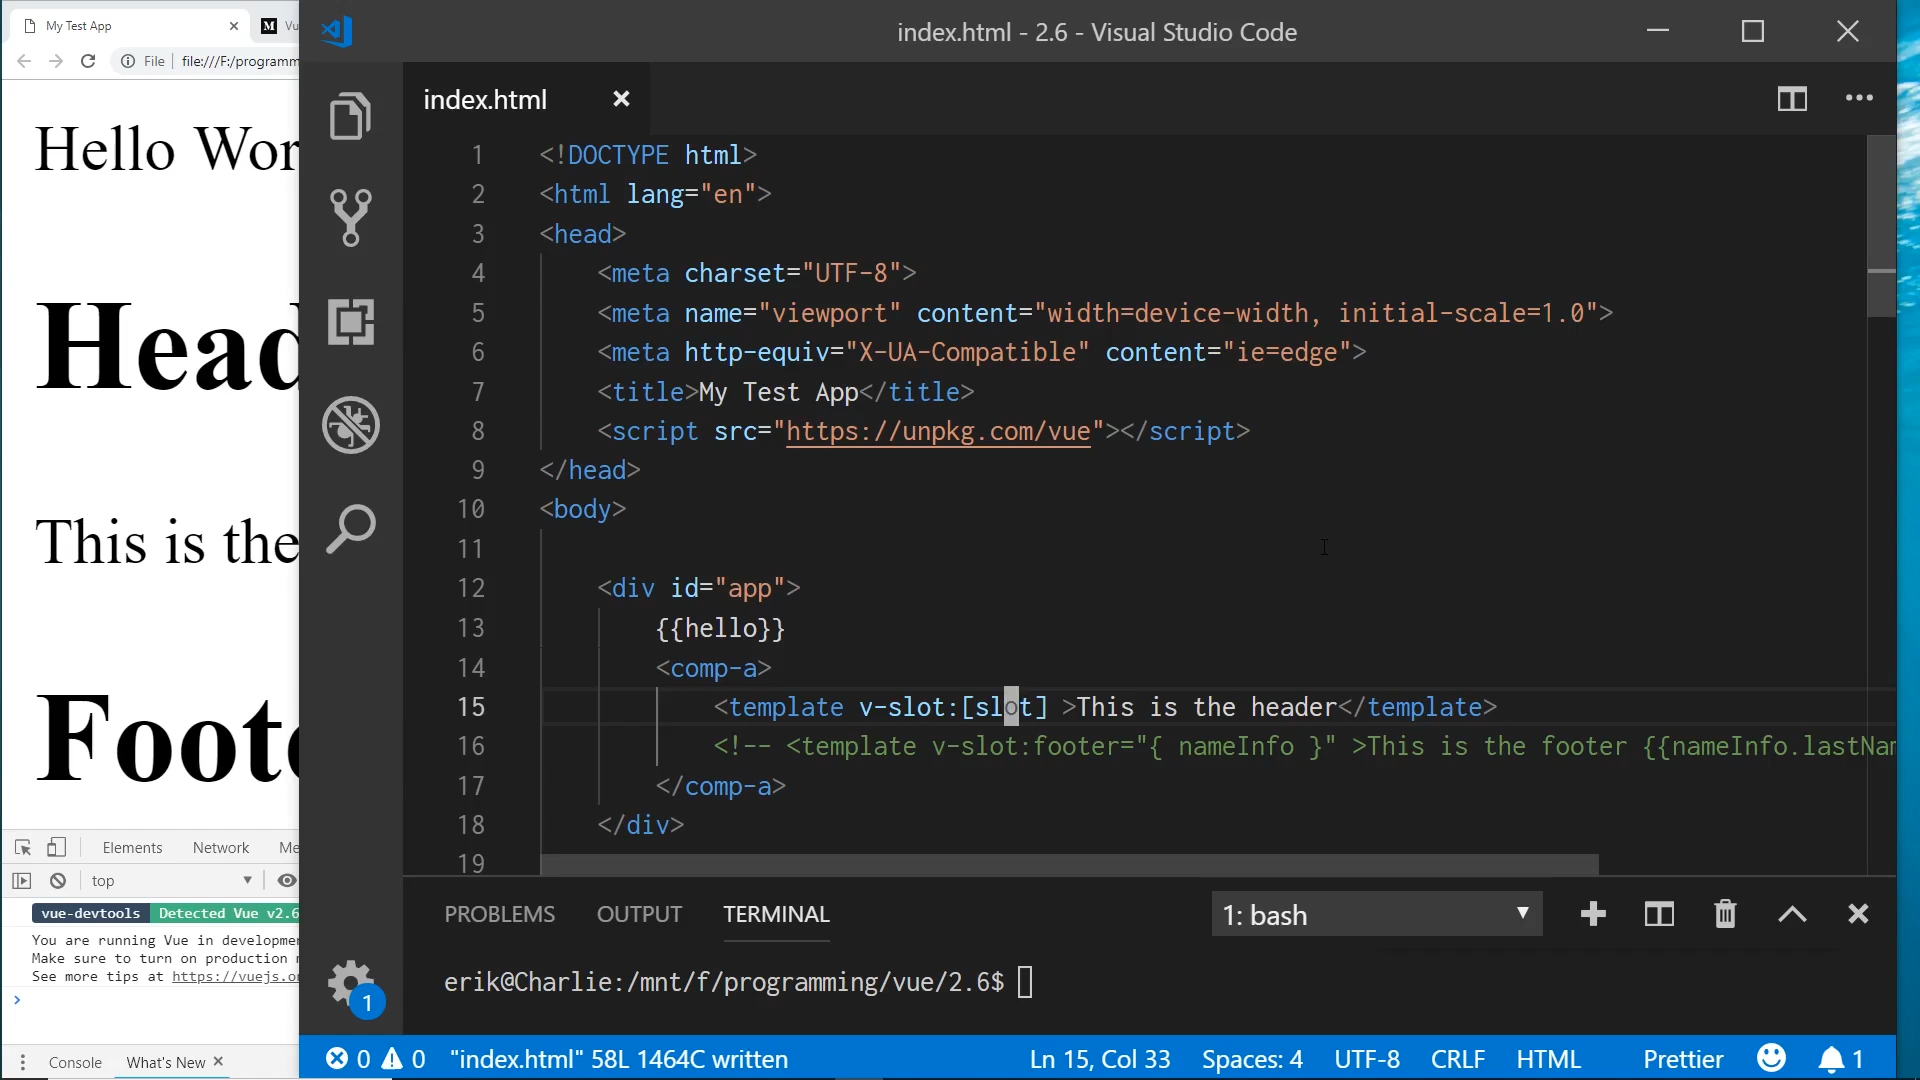 My Test App
Vu
File
file:///F:/programm
Hello Wor
Head
This is the
Foot
Elements Network Me
top
vue-devtools Detected Vue v2.6
You are running Vue in developmen
Make sure to turn on production m
See more tips at https://vuejs.or
>
Console What's New
index.html - 2.6 - Visual Studio Code
index.html
1 <!DOCTYPE html>
2 <html lang="en">
3 <head>
4 <meta charset="UTF-8">
5 <meta name="viewport" content="width=device-width, initial-scale=1.0">
6 <meta http-equiv="X-UA-Compatible" content="ie=edge">
7 <title>My Test App</title>
8 <script src="https://unpkg.com/vue"></script>
9 </head>
10 <body>
11
12 <div id="app">
13 {{hello}}
14 <comp-a>
15 <template v-slot:[slot] >This is the header</template>
16 <!-- <template v-slot:footer="{ nameInfo }" >This is the footer {{nameInfo.lastNam
17 </comp-a>
18 </div>
19
PROBLEMS OUTPUT TERMINAL
1: bash
erik@Charlie:/mnt/f/programming/vue/2.6$
1
0 0 "index.html" 58L 1464C written
Ln 15, Col 33 Spaces: 4 UTF-8 CRLF HTML Prettier 1